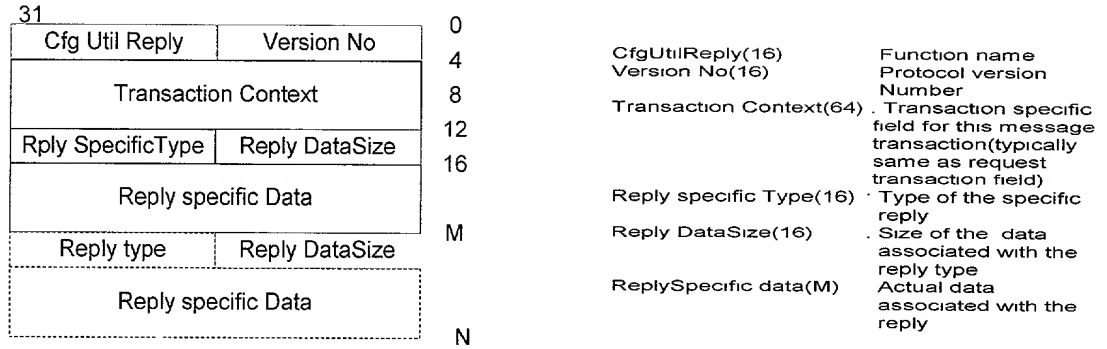 31
0
Cfg Util Reply Version No
4
Transaction Context
8
12
Rply SpecificType Reply DataSize
16
Reply specific Data
M
Reply type Reply DataSize
Reply specific Data
N
CfgUtilReply(16) Function name
Version No(16) Protocol version
Number
Transaction Context(64) . Transaction specific
field for this message
transaction(typically
same as request
transaction field)
Reply specific Type(16) · Type of the specific
reply
Reply DataSize(16) . Size of the data
associated with the
reply type
ReplySpecific data(M) Actual data
associated with the
reply